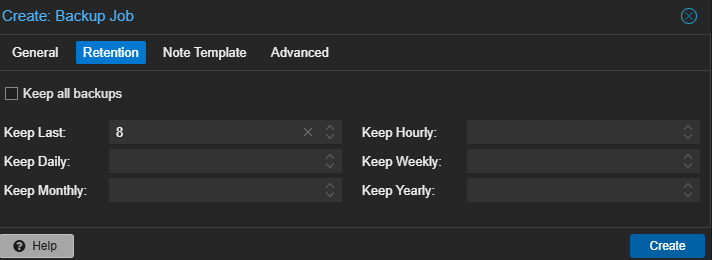 Create: Backup Job
General Retention Note Template Advanced
Keep all backups
Keep Last: 8 Keep Hourly:
Keep Daily: Keep Weekly:
Keep Monthly: Keep Yearly:
? Help Create